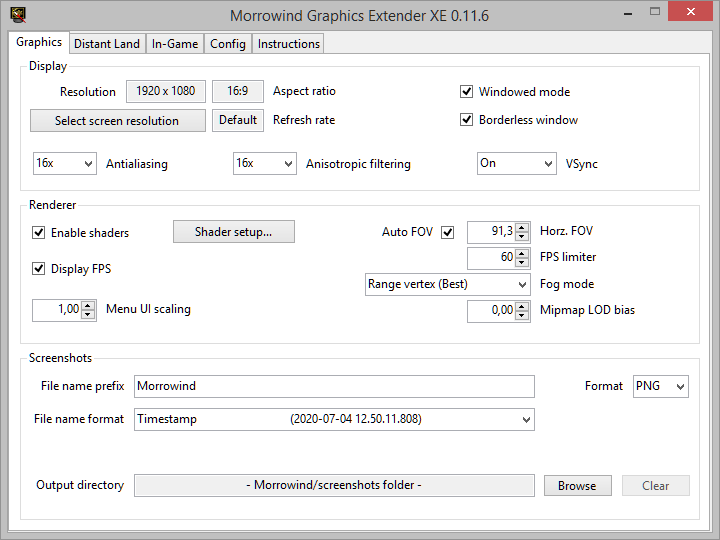 Morrowind Graphics Extender XE 0.11.6
Graphics Distant Land In-Game Config Instructions
Display
Resolution 1920 x 1080 16:9 Aspect ratio Windowed mode
Select screen resolution Default Refresh rate Borderless window
16x Antialiasing 16x Anisotropic filtering On VSync
Renderer
Enable shaders Shader setup... Auto FOV 91,3 Horz. FOV
60 FPS limiter
Display FPS
Range vertex (Best) Fog mode
1,00 Menu UI scaling 0,00 Mipmap LOD bias
Screenshots
File name prefix Morrowind Format PNG
File name format Timestamp (2020-07-04 12.50.11.808)
Output directory - Morrowind/screenshots folder - Browse Clear